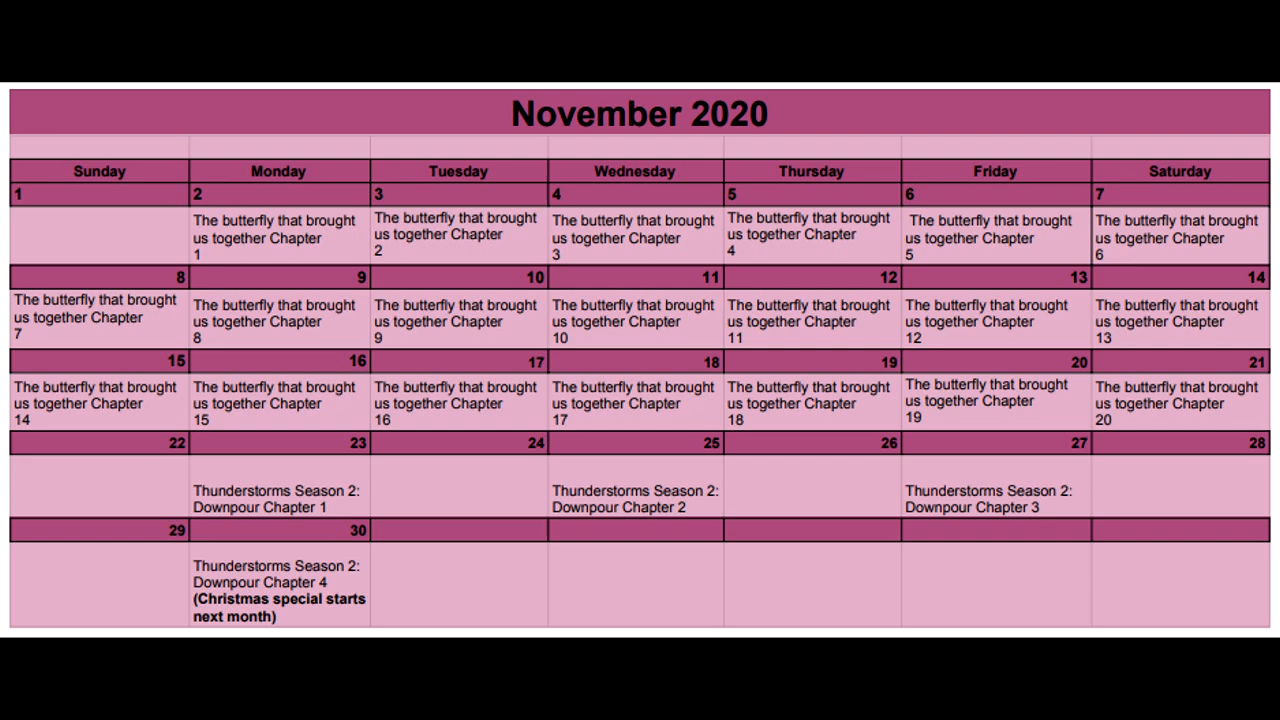 November 2020
Sunday Monday Tuesday Wednesday Thursday Friday Saturday
1 2 3 4 5 6 7
The butterfly that brought
us together Chapter
1
The butterfly that brought
us together Chapter
2
The butterfly that brought
us together Chapter
3
The butterfly that brought
us together Chapter
4
The butterfly that brought
us together Chapter
5
The butterfly that brought
us together Chapter
6
8 9 10 11 12 13 14
The butterfly that brought
us together Chapter
7
The butterfly that brought
us together Chapter
8
The butterfly that brought
us together Chapter
9
The butterfly that brought
us together Chapter
10
The butterfly that brought
us together Chapter
11
The butterfly that brought
us together Chapter
12
The butterfly that brought
us together Chapter
13
15 16 17 18 19 20 21
The butterfly that brought
us together Chapter
14
The butterfly that brought
us together Chapter
15
The butterfly that brought
us together Chapter
16
The butterfly that brought
us together Chapter
17
The butterfly that brought
us together Chapter
18
The butterfly that brought
us together Chapter
19
The butterfly that brought
us together Chapter
20
22 23 24 25 26 27 28
Thunderstorms Season 2:
Downpour Chapter 1
Thunderstorms Season 2:
Downpour Chapter 2
Thunderstorms Season 2:
Downpour Chapter 3
29 30
Thunderstorms Season 2:
Downpour Chapter 4
(Christmas special starts
next month)